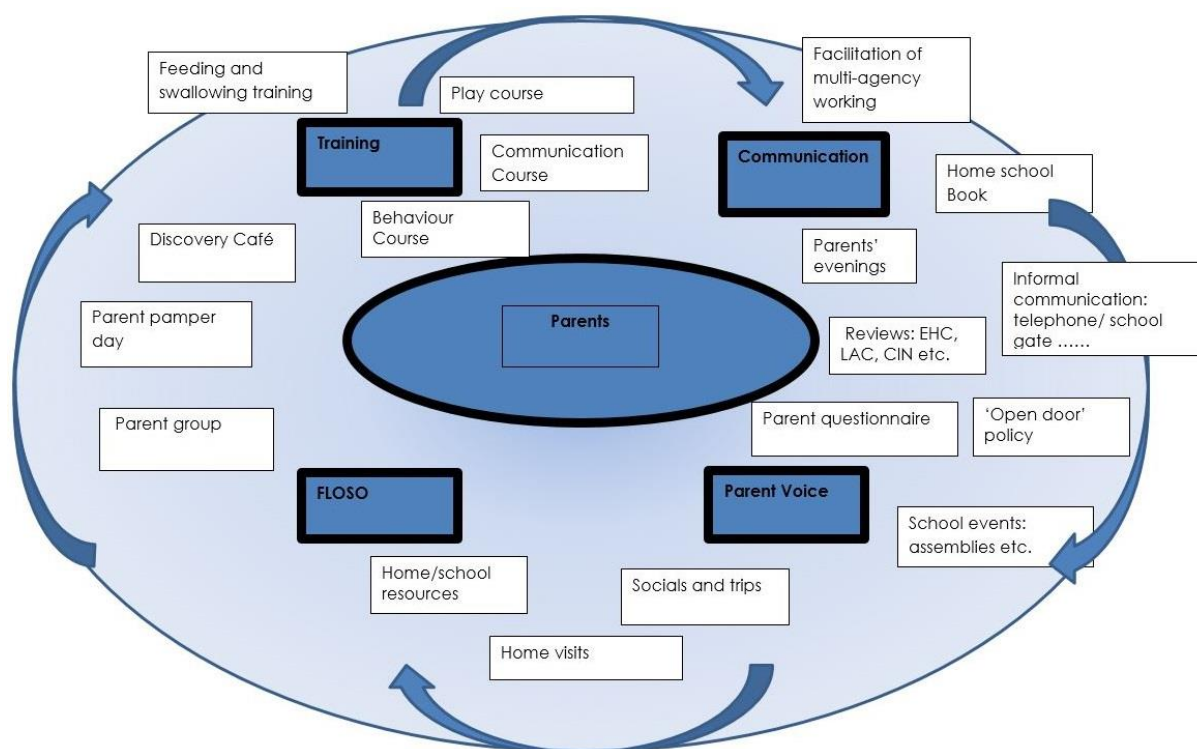 Feeding and
swallowing training
Play course
Facilitation of
multi-agency
working
Training
Communication
Course
Communication
Home school
Book
Behaviour
Course
Discovery Café
Parents'
evenings
Informal
communication:
telephone/ school
gate ......
Parent pamper
day
Parents
Reviews: EHC,
LAC, CIN etc.
Parent group
Parent questionnaire
‘Open door’
policy
FLOSO
Parent Voice
School events:
assemblies etc.
Home/school
resources
Socials and trips
Home visits